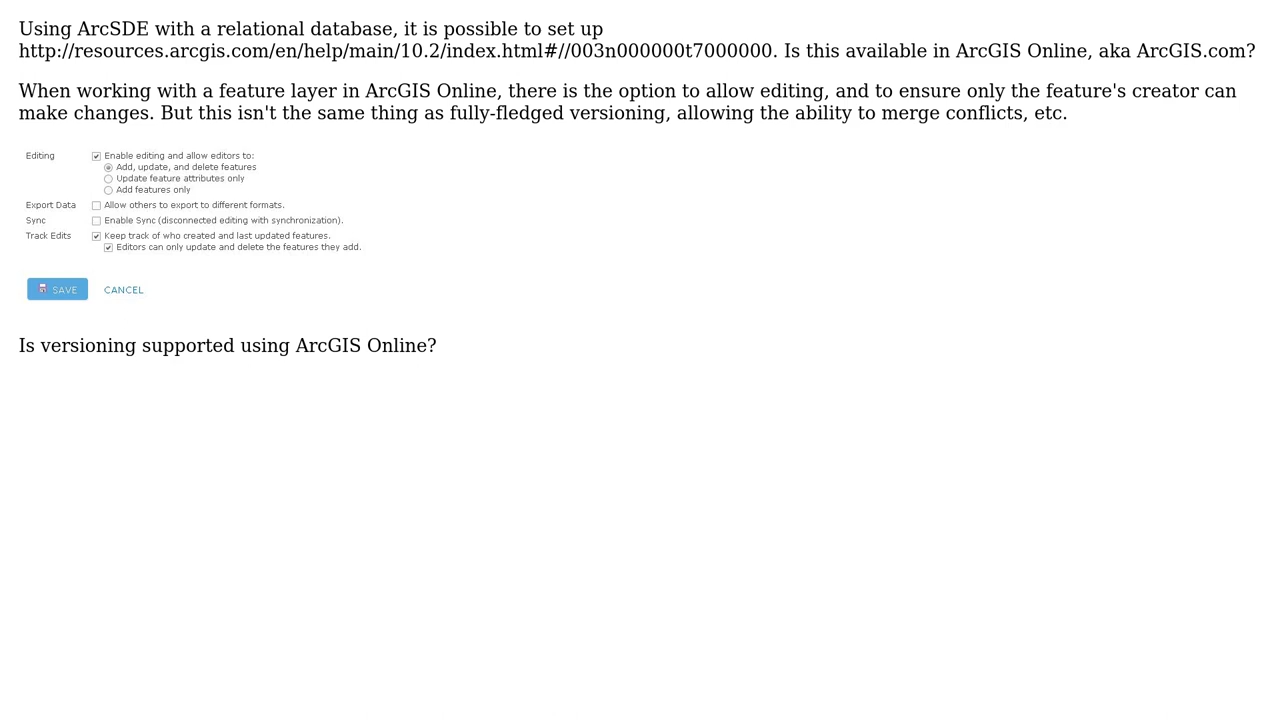 Using ArcSDE with a relational database, it is possible to set up
http://resources.arcgis.com/en/help/main/10.2/index.html#//003n000000t7000000. Is this available in ArcGIS Online, aka ArcGIS.com?
When working with a feature layer in ArcGIS Online, there is the option to allow editing, and to ensure only the feature's creator can
make changes. But this isn't the same thing as fully-fledged versioning, allowing the ability to merge conflicts, etc.
Editing Enable editing and allow editors to:
Add, update, and delete features
Update feature attributes only
Add features only
Export Data Allow others to export to different formats.
Sync Enable Sync (disconnected editing with synchronization).
Track Edits Keep track of who created and last updated features.
Editors can only update and delete the features they add.
SAVE CANCEL
Is versioning supported using ArcGIS Online?